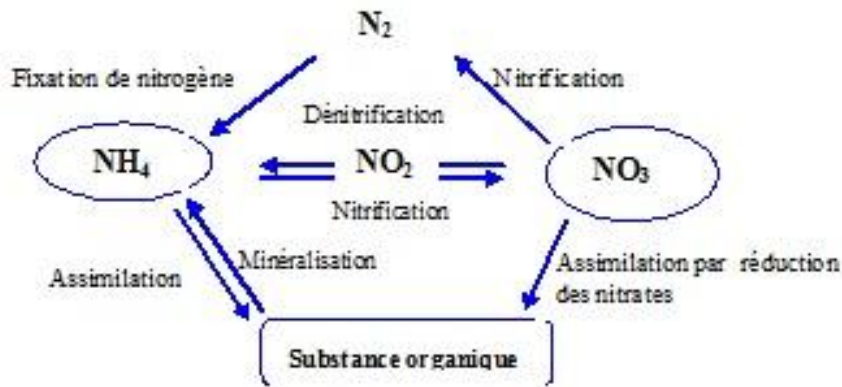 N₂
Fixation de nitrogène
Nitrification
Dénitrification
NH₄
NO₂
NO₃
Nitrification
Minéralisation
Assimilation
Assimilation par réduction
des nitrates
Substance organique